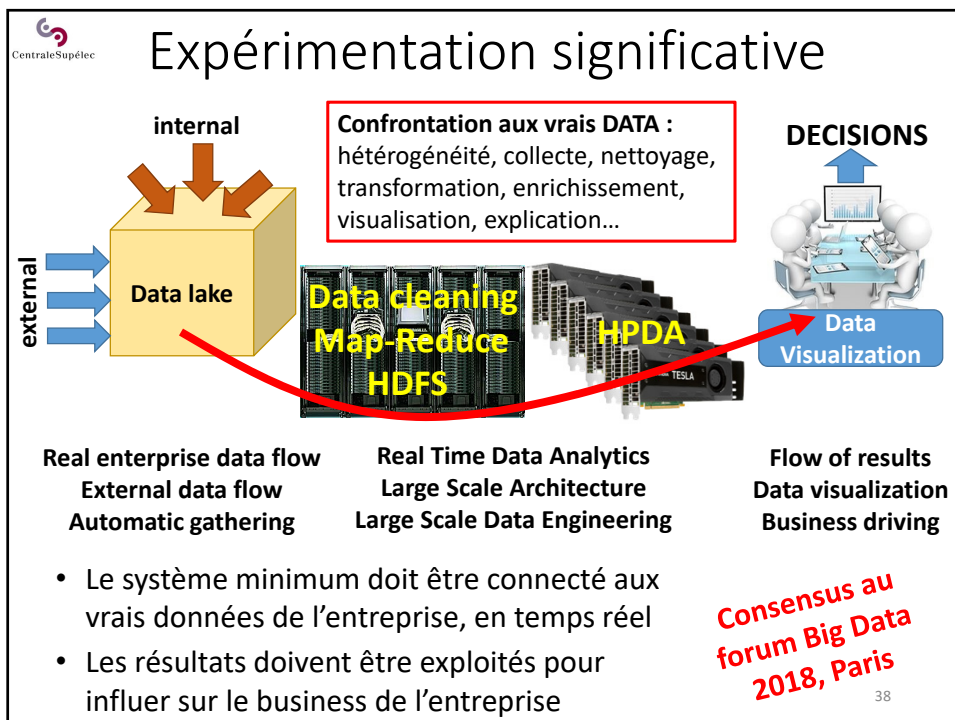 CentraleSupélec
Expérimentation significative
internal
external
Data lake
Confrontation aux vrais DATA :
hétérogénéité, collecte, nettoyage,
transformation, enrichissement,
visualisation, explication…
DECISIONS
Data cleaning
Map-Reduce
HDFS
HPDA
TESLA
Data
Visualization
Real enterprise data flow
External data flow
Automatic gathering
Real Time Data Analytics
Large Scale Architecture
Large Scale Data Engineering
Flow of results
Data visualization
Business driving
• Le système minimum doit être connecté aux
vrais données de l’entreprise, en temps réel
• Les résultats doivent être exploités pour
influer sur le business de l’entreprise
Consensus au
forum Big Data
2018, Paris
38